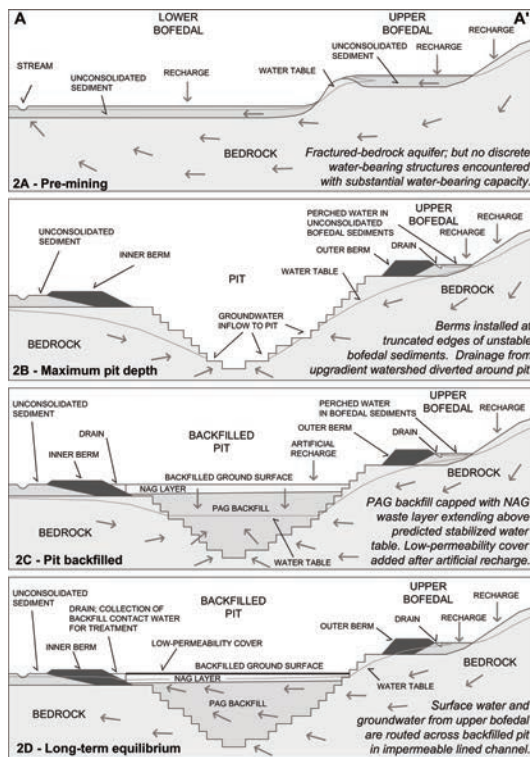 A
LOWER
BOFEDAL
UPPER
BOFEDAL
A'
RECHARGE
STREAM
UNCONSOLIDATED
SEDIMENT
RECHARGE
WATER TABLE
UNCONSOLIDATED
SEDIMENT
RECHARGE
BEDROCK
Fractured-bedrock aquifer; but no discrete
water-bearing structures encountered
with substantial water-bearing capacity.
2A - Pre-mining
UNCONSOLIDATED
SEDIMENT
INNER BERM
PIT
PERCHED WATER IN
UNCONSOLIDATED
BOFEDAL SEDIMENTS
UPPER
BOFEDAL
RECHARGE
RECHARGE
OUTER BERM
DRAIN
WATER TABLE
GROUNDWATER
INFLOW TO PIT
BEDROCK
BEDROCK
Berms installed at
truncated edges of unstable
bofedal sediments. Drainage from
upgradient watershed diverted around pit
2B - Maximum pit depth
UNCONSOLIDATED
SEDIMENT
INNER BERM
DRAIN
BACKFILLED
PIT
ARTIFICIAL
RECHARGE
PERCHED WATER
IN BOFEDAL SEDIMENTS
UPPER
BOFEDAL
RECHARGE
OUTER BERM
DRAIN
BACKFILLED GROUND SURFACE
NAG LAYER
PAG BACKFILL
BEDROCK
BEDROCK
WATER TABLE
PAG backfill capped with NAG
waste layer extending above
predicted stabilized water
table. Low-permeability cover
added after artificial recharge.
2C - Pit backfilled
UNCONSOLIDATED
SEDIMENT
DRAIN; COLLECTION OF
BACKFILL CONTACT WATER
FOR TREATMENT
INNER BERM
BACKFILLED
PIT
LOW-PERMEABILITY COVER
UPPER
BOFEDAL
RECHARGE
RECHARGE
OUTER BERM
DRAIN
BACKFILLED GROUND SURFACE
NAG LAYER
PAG BACKFILL
WATER TABLE
BEDROCK
BEDROCK
Surface water and
groundwater from upper bofedal
are routed across backfilled pit
in impermeable lined channel.
2D - Long-term equilibrium